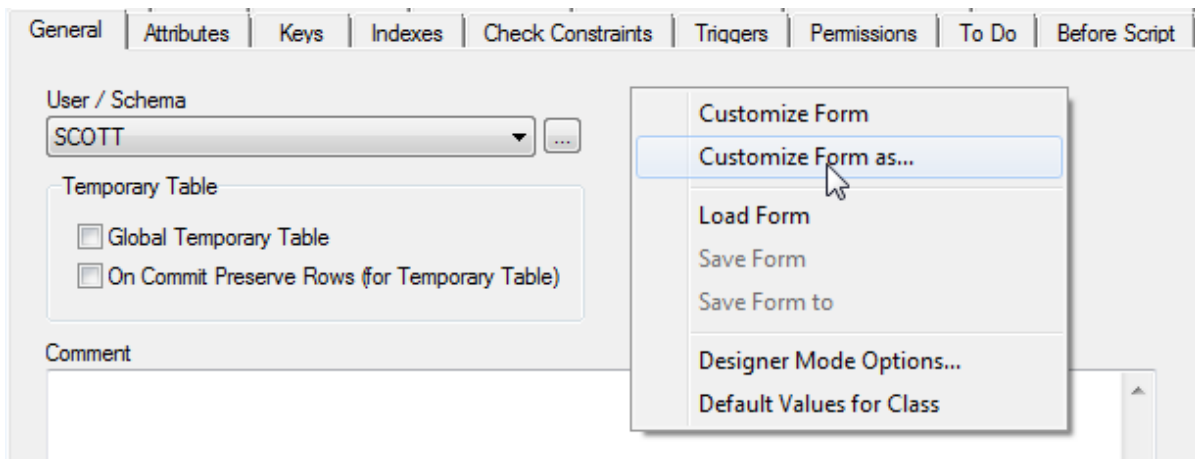 General Attributes Keys Indexes Check Constraints Triggers Permissions To Do Before Script
User / Schema
SCOTT ...
Temporary Table
Global Temporary Table
On Commit Preserve Rows (for Temporary Table)
Comment
Customize Form
Customize Form as...
Load Form
Save Form
Save Form to
Designer Mode Options...
Default Values for Class